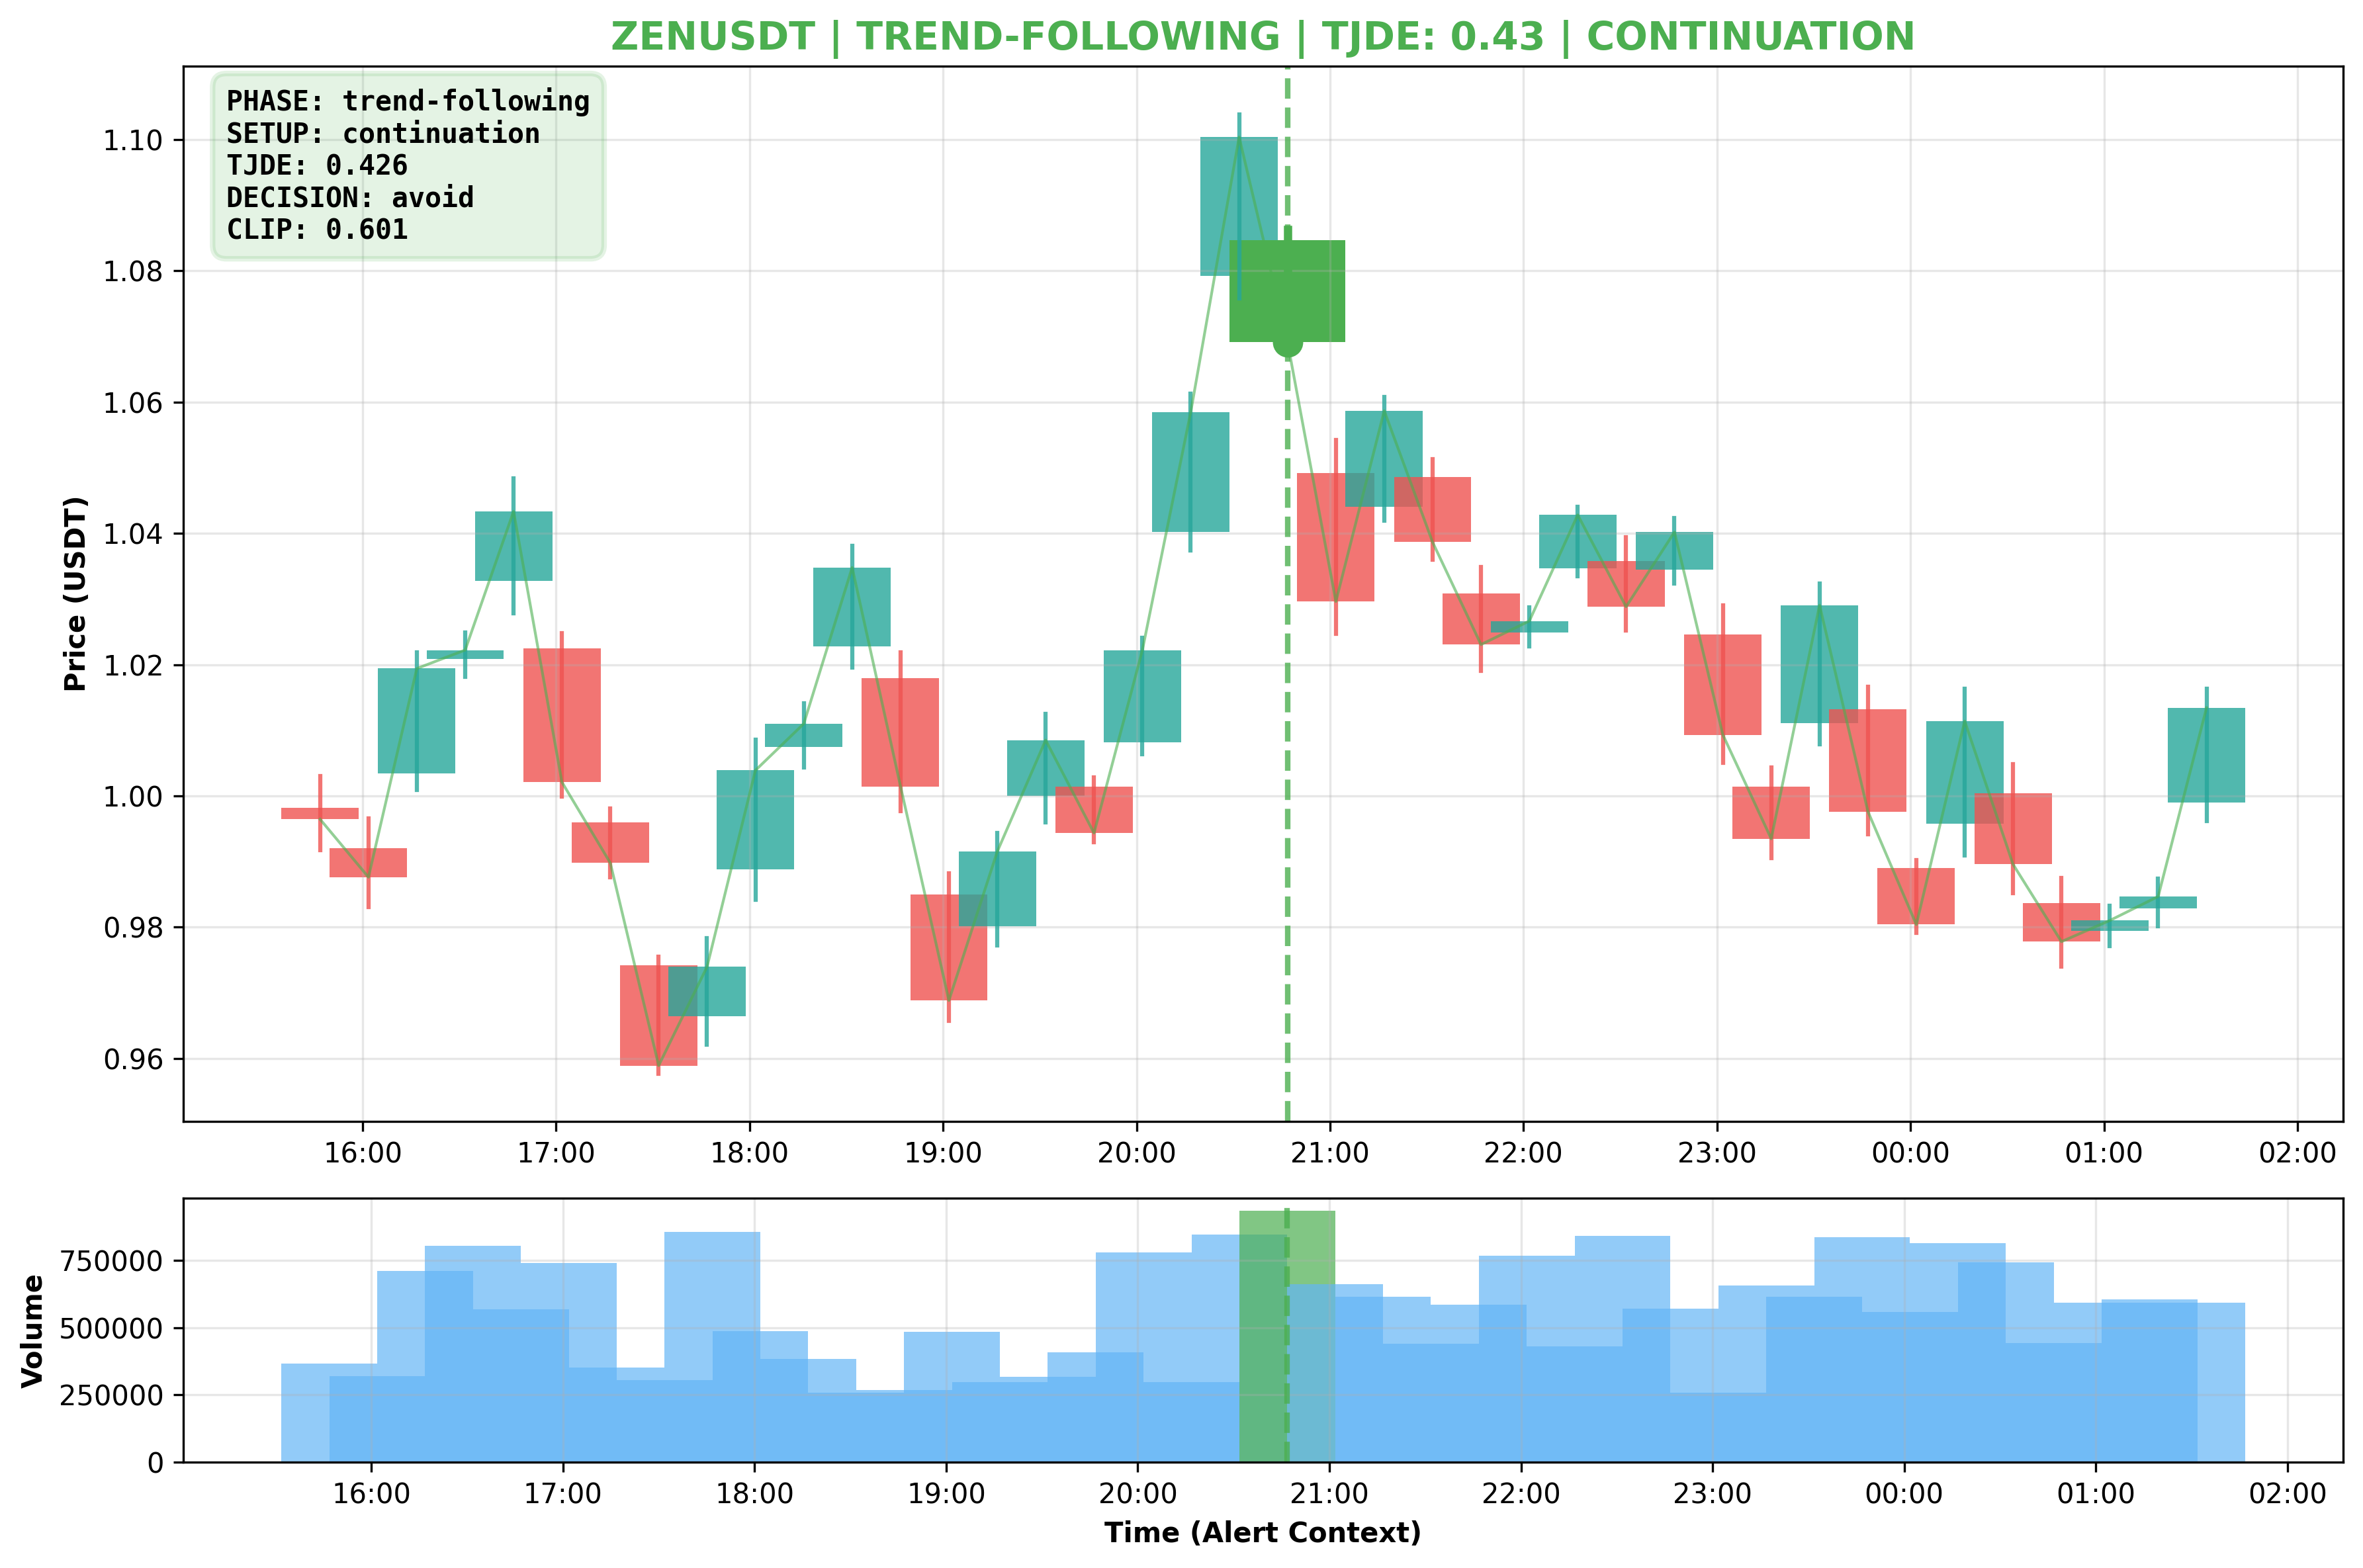 ZENUSDT | TREND-FOLLOWING | TJDE: 0.43 | CONTINUATION
PHASE: trend-following
SETUP: continuation
TJDE: 0.426
DECISION: avoid
CLIP: 0.601
Price (USDT)
1.10
1.08
1.06
1.04
1.02
1.00
0.98
0.96
16:00 17:00 18:00 19:00 20:00 21:00 22:00 23:00 00:00 01:00 02:00
Volume
750000
500000
250000
0
16:00 17:00 18:00 19:00 20:00 21:00 22:00 23:00 00:00 01:00 02:00
Time (Alert Context)